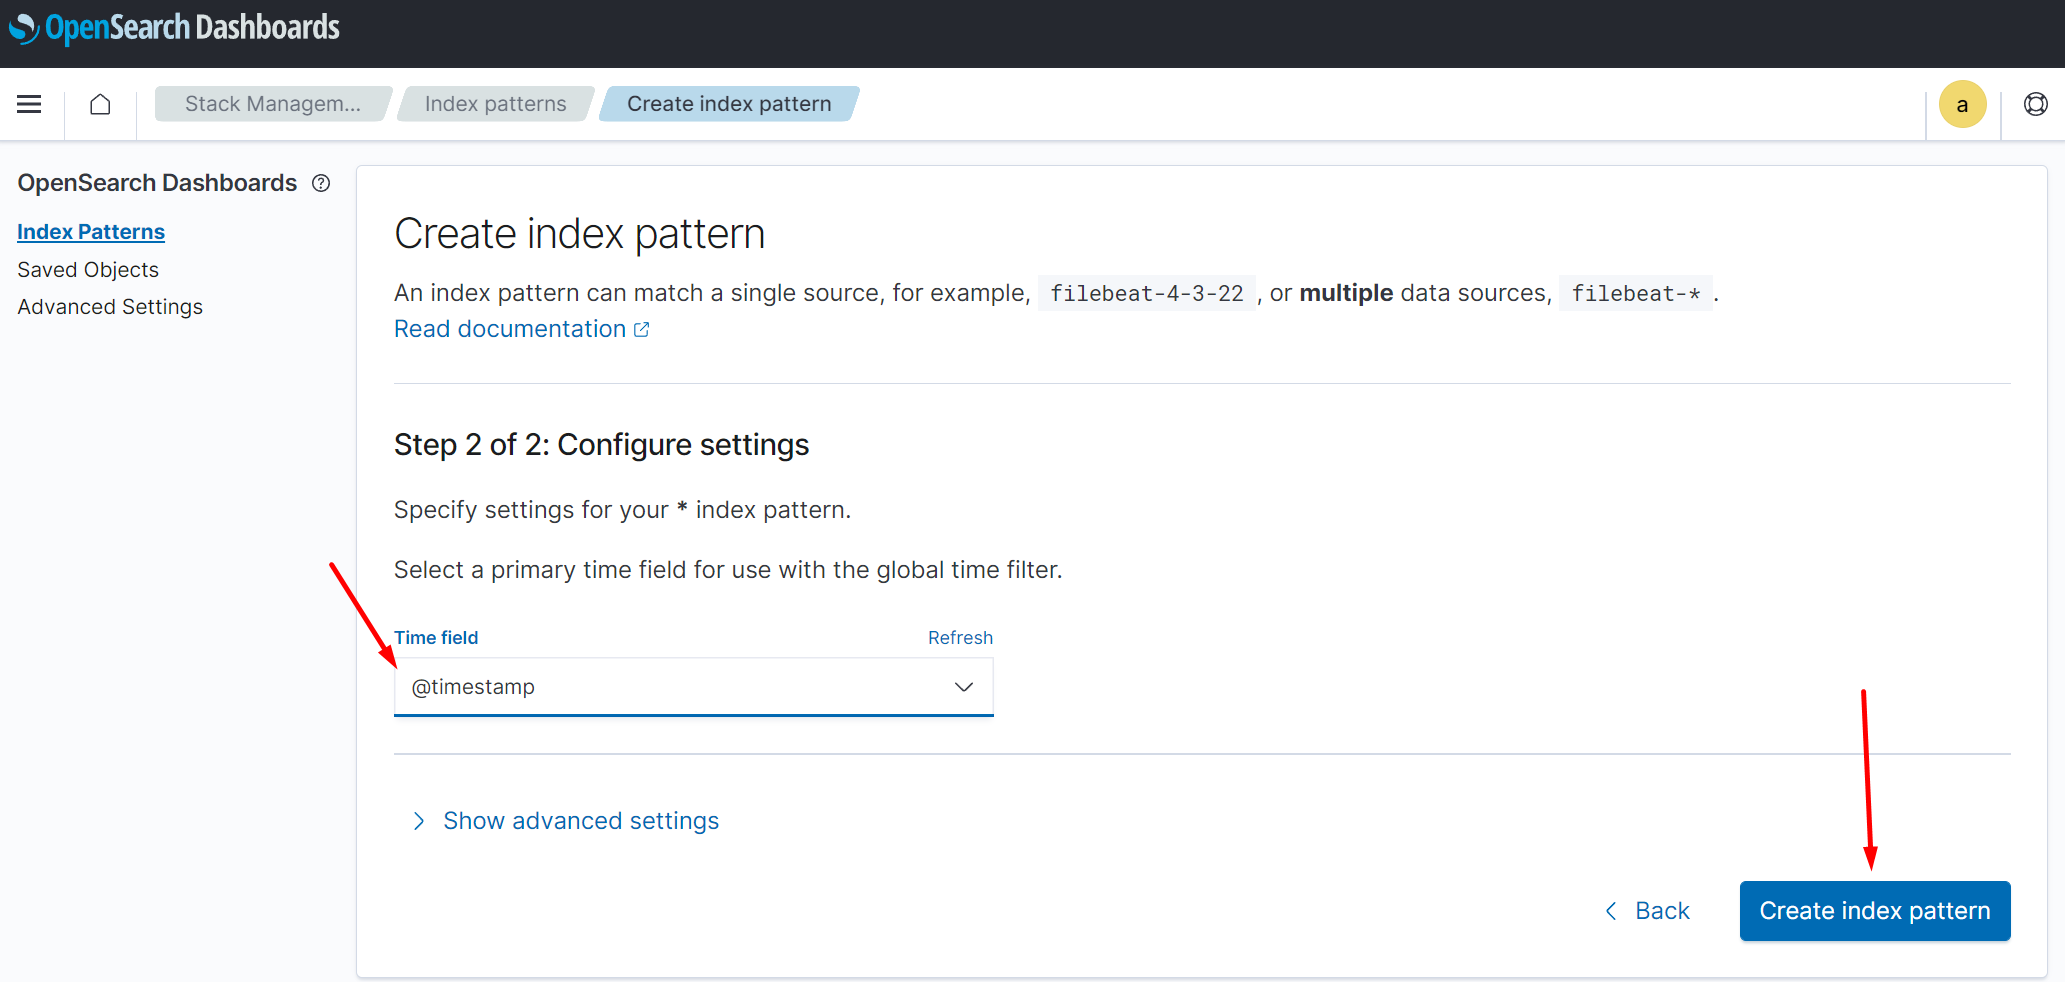 OpenSearch Dashboards
Stack Managem... Index patterns Create index pattern a
OpenSearch Dashboards
Index Patterns
Saved Objects
Advanced Settings
Create index pattern
An index pattern can match a single source, for example, filebeat-4-3-22 , or multiple data sources, filebeat-* .
Read documentation
Step 2 of 2: Configure settings
Specify settings for your * index pattern.
Select a primary time field for use with the global time filter.
Time field Refresh
@timestamp
Show advanced settings
Back Create index pattern